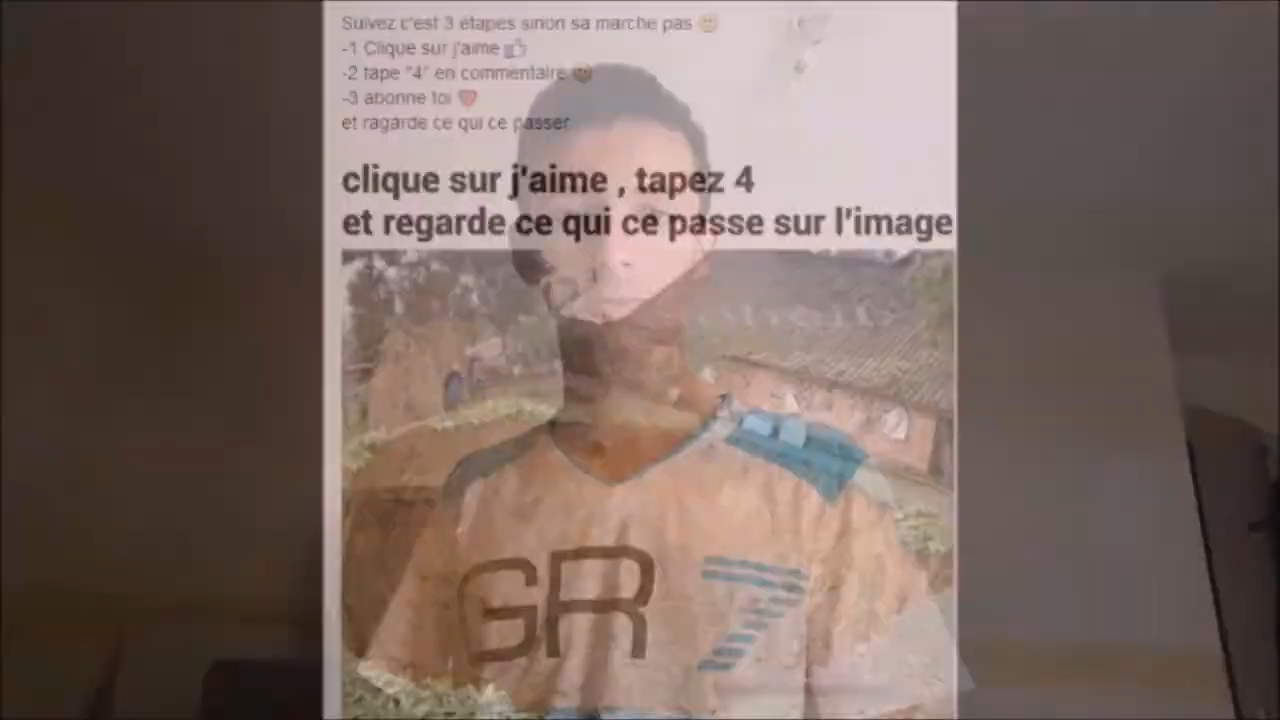 Suivez c'est 3 étapes sinon sa marche pas
-1 Clique sur j'aime
-2 tape "4" en commentaire
-3 abonne toi
et ragarde ce qui ce passer
clique sur j'aime , tapez 4
et regarde ce qui ce passe sur l'image
GR 7